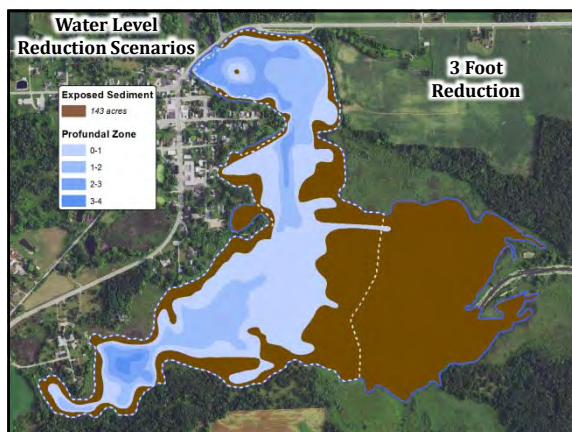 Water Level
Reduction Scenarios
3 Foot
Reduction
Exposed Sediment
143 acres
Profundal Zone
0-1
1-2
2-3
3-4